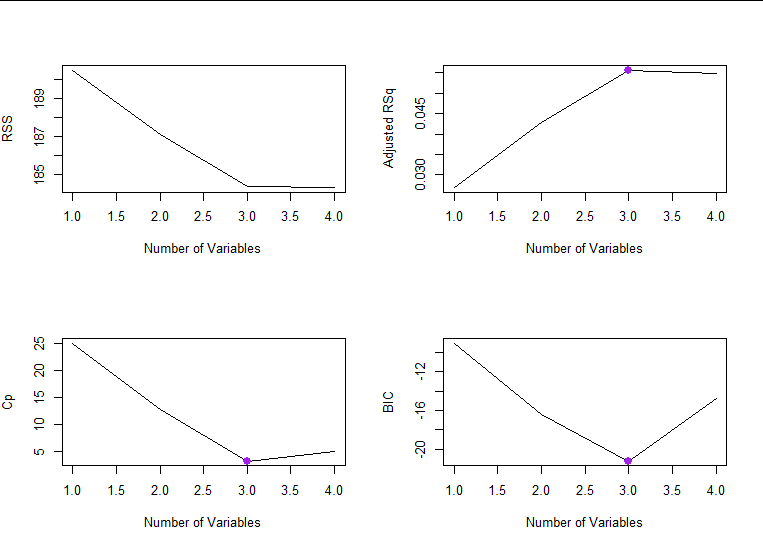 RSS
185 187 189
1.0 1.5 2.0 2.5 3.0 3.5 4.0
Number of Variables
Adjusted RSq
0.030 0.045
1.0 1.5 2.0 2.5 3.0 3.5 4.0
Number of Variables
Cp
5 10 15 20 25
1.0 1.5 2.0 2.5 3.0 3.5 4.0
Number of Variables
BIC
-20 -16 -12
1.0 1.5 2.0 2.5 3.0 3.5 4.0
Number of Variables